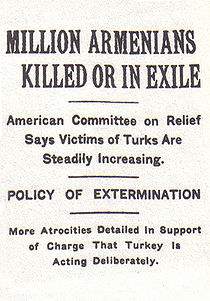 MILLION ARMENIANS
KILLED OR IN EXILE
American Committee on Relief
Says Victims of Turks Are
Steadily Increasing.
POLICY OF EXTERMINATION
More Atrocities Detailed in Support
of Charge That Turkey is
Acting Deliberately.